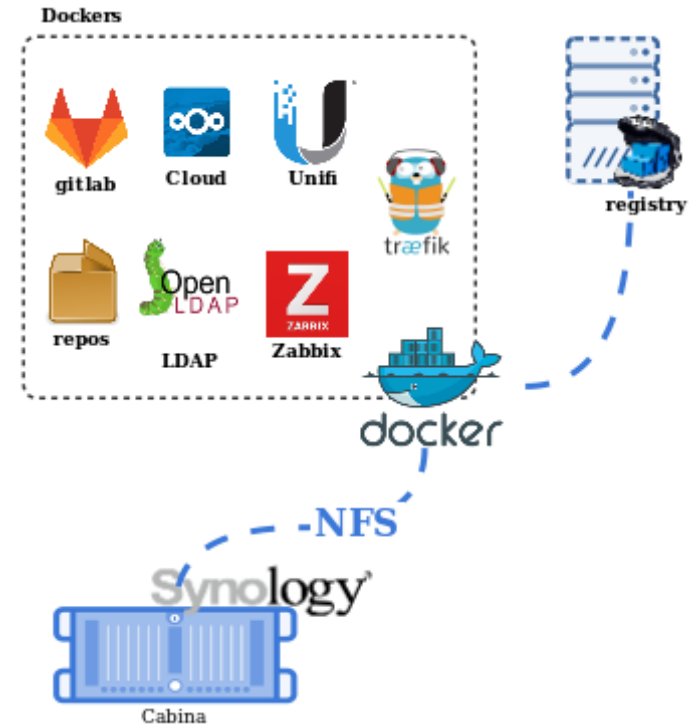 Dockers
gitlab
Cloud
Unifi
træfik
registry
repos
Open
LDAP
LDAP
Z
ZABBIX
Zabbix
docker
-NFS
Synology
Cabina